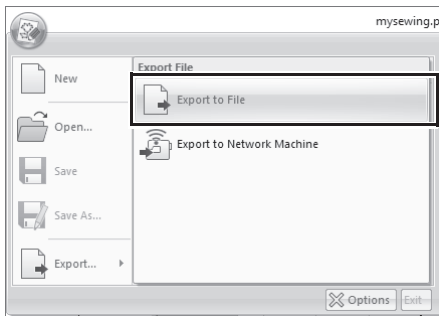 mysewing.p
New
Open...
Save
Save As...
Export...
Export File
Export to File
Export to Network Machine
Options
Exit